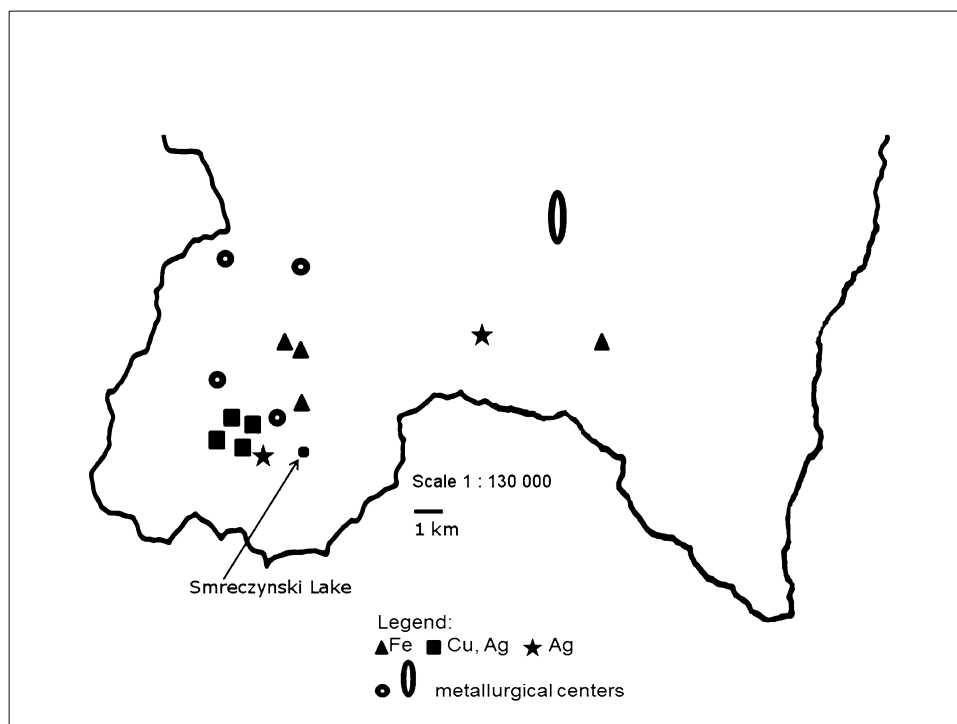 Scale 1 : 130 000
1 km
Smreczynski Lake
Legend:
Fe Cu, Ag Ag
metallurgical centers